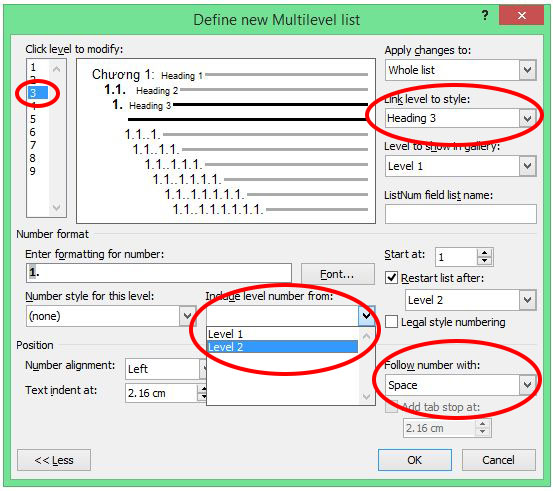 Define new Multilevel list
?
Click level to modify:
1
2
3
4
5
6
7
8
9
Chương 1: Heading 1
1.1. Heading 2
1. Heading 3
1.1..1.
1.1..1.1.
1.1..1.1.1.
1.1..1.1.1.1.
1.1..1.1.1.1.1.
1.1..1.1.1.1.1.1.
Apply changes to:
Whole list
Link level to style:
Heading 3
Level to show in gallery:
Level 1
ListNum field list name:
Number format
Enter formatting for number:
1.
Font...
Number style for this level:
(none)
Include level number from:
Level 1
Level 2
Start at: 1
Restart list after:
Level 2
Legal style numbering
Position
Number alignment: Left
Text indent at: 2.16 cm
Follow number with:
Space
Add tab stop at:
2.16 cm
<< Less
OK
Cancel